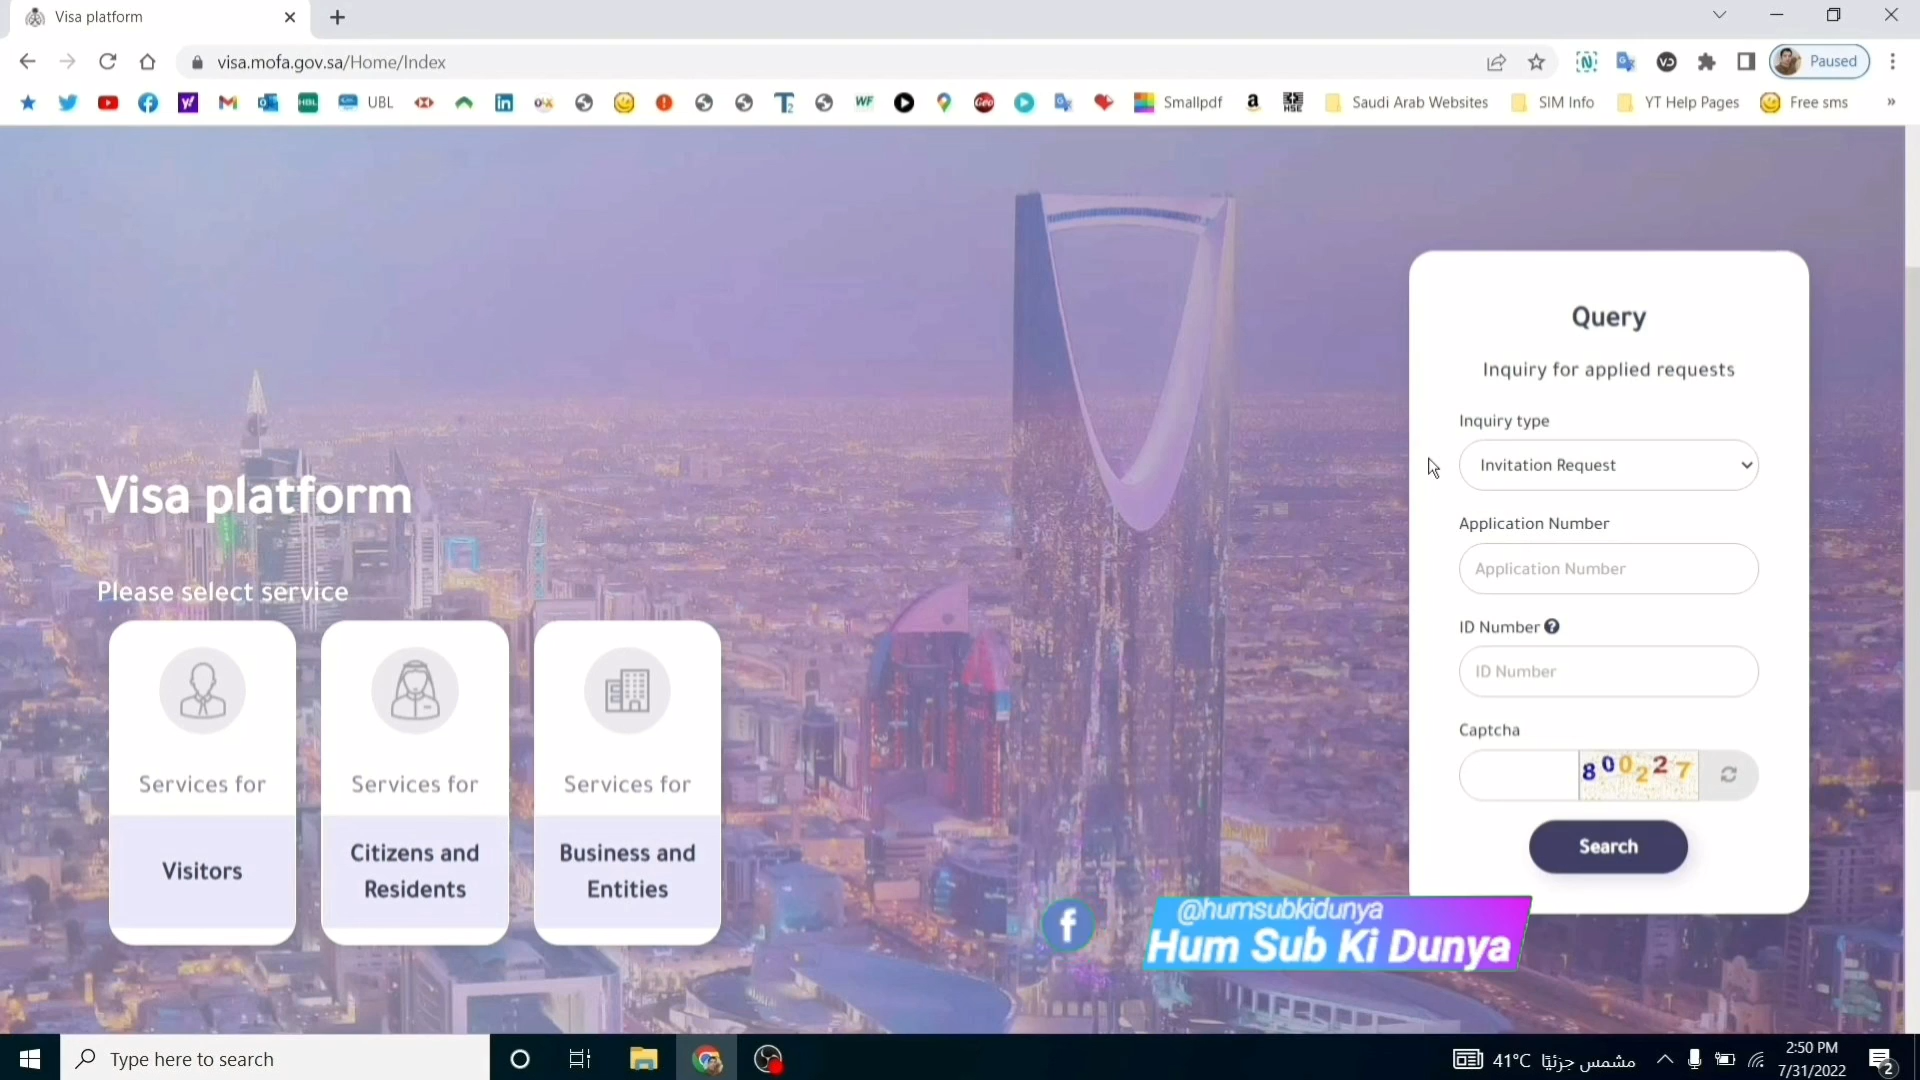 Visa platform
visa.mofa.gov.sa/Home/Index
Paused
UBL
Smallpdf
Saudi Arab Websites
SIM Info
YT Help Pages
Free sms
Visa platform
Please select service
Services for
Visitors
Services for
Citizens and
Residents
Services for
Business and
Entities
Query
Inquiry for applied requests
Inquiry type
Invitation Request
Application Number
Application Number
ID Number
ID Number
Captcha
800227
Search
@humsubkidunya
Hum Sub Ki Dunya
Type here to search
41°C مشمس جزئيًا
2:50 PM
7/31/2022
2